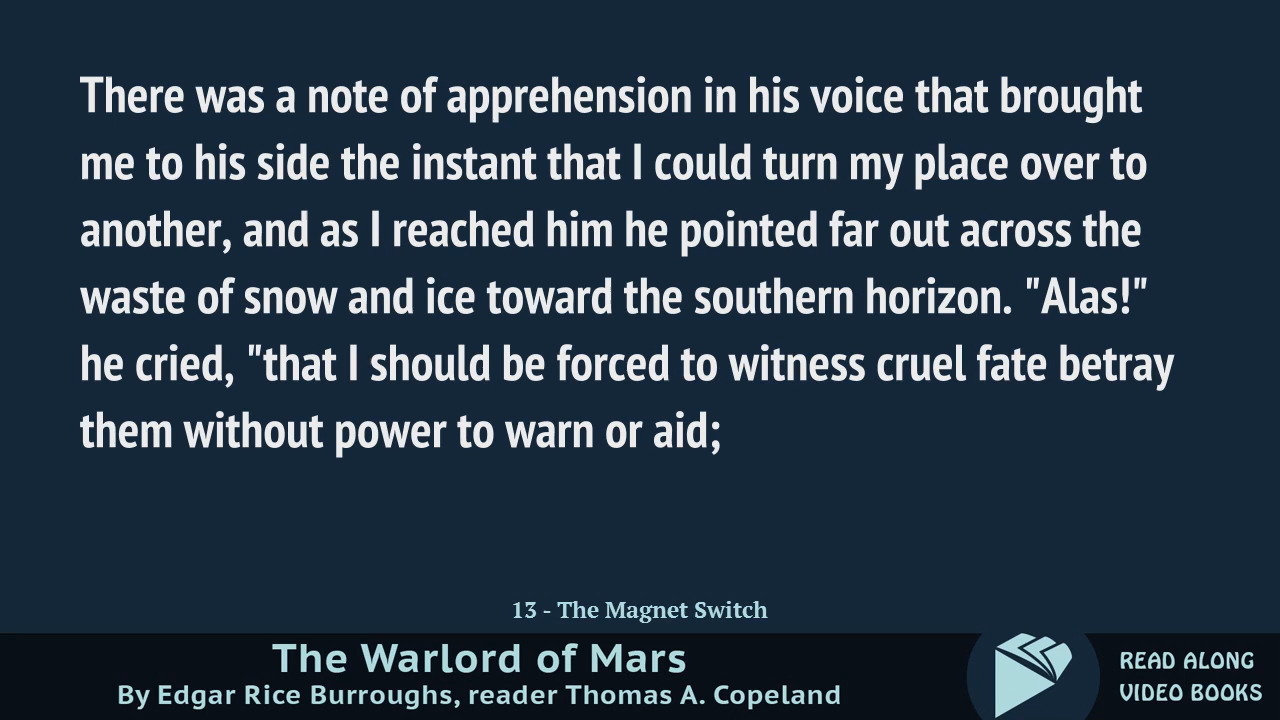 There was a note of apprehension in his voice that brought
me to his side the instant that I could turn my place over to
another, and as I reached him he pointed far out across the
waste of snow and ice toward the southern horizon. "Alas!"
he cried, "that I should be forced to witness cruel fate betray
them without power to warn or aid;
13 - The Magnet Switch
The Warlord of Mars
By Edgar Rice Burroughs, reader Thomas A. Copeland
READ ALONG
VIDEO BOOKS